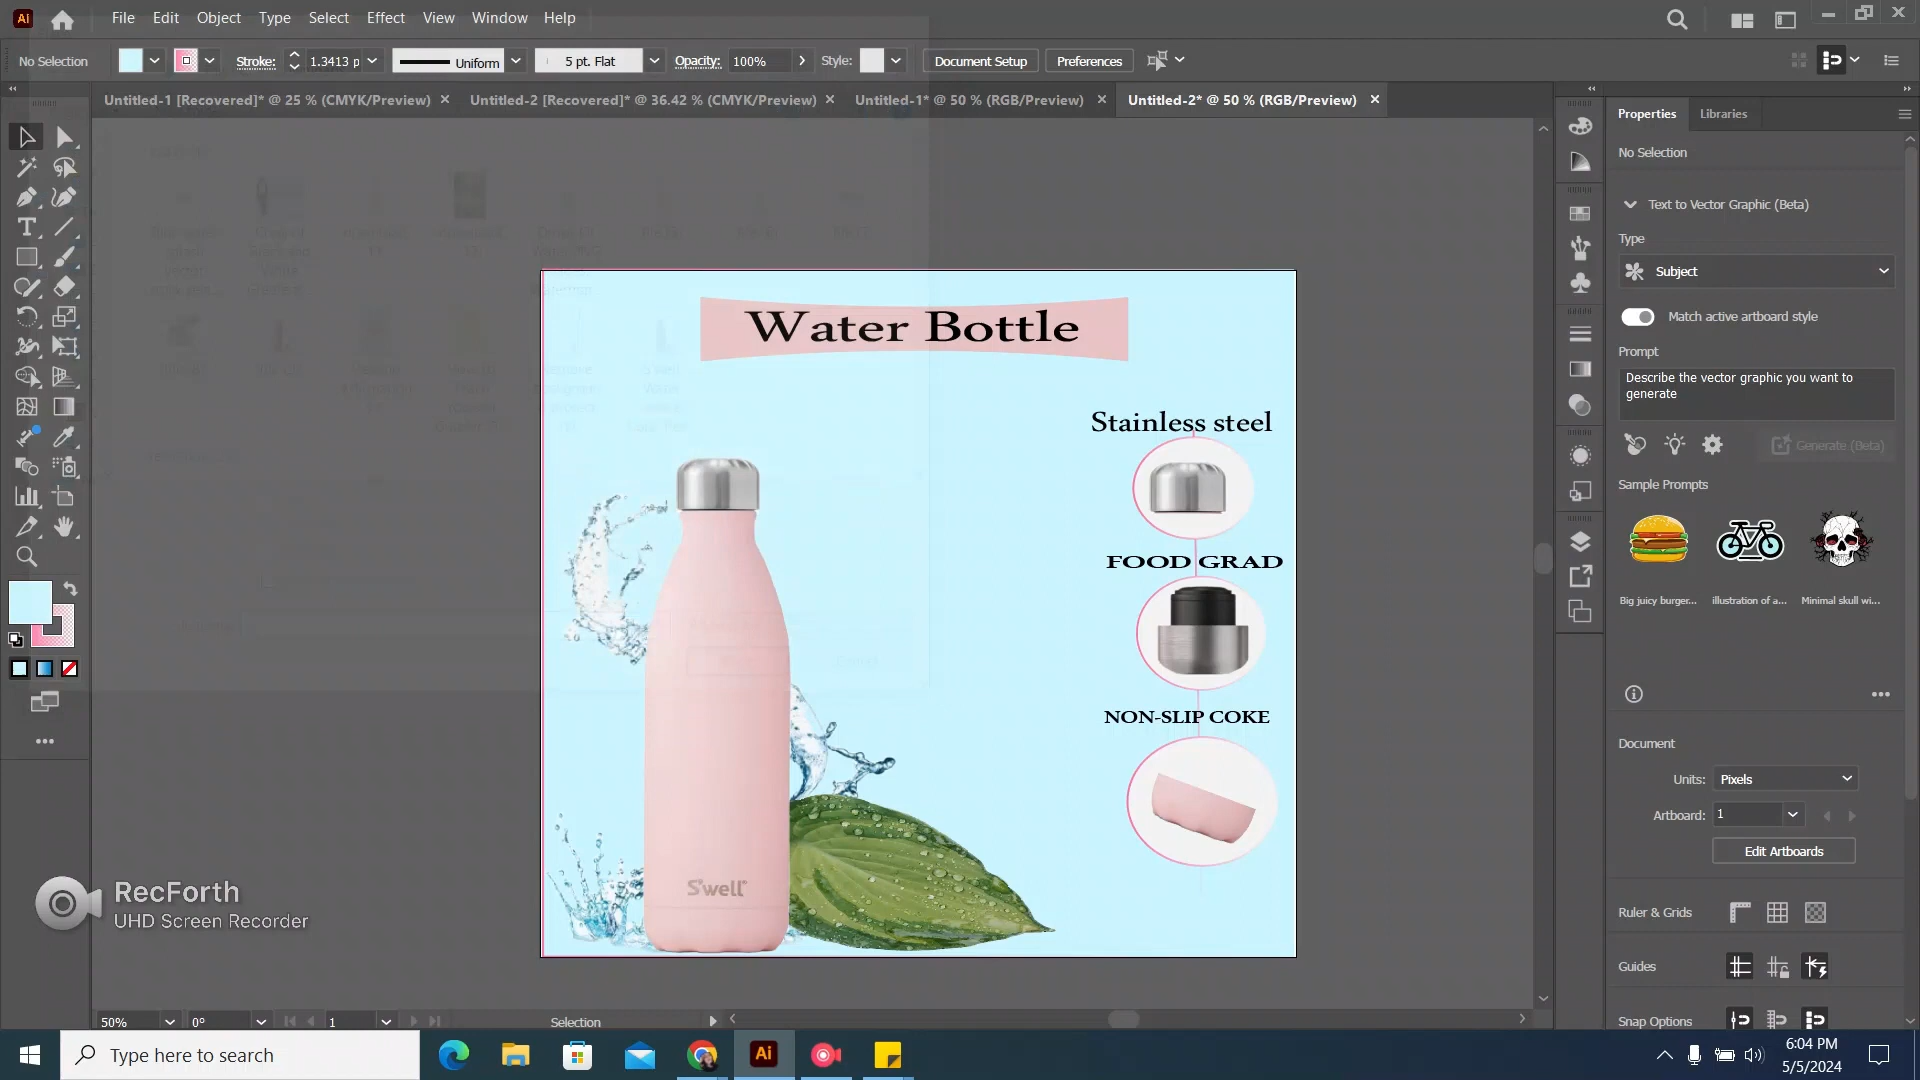 Ai File Edit Object Type Select Effect View Window Help
No Selection Stroke: 1.3413 p Uniform 5 pt. Flat Opacity: 100% Style: Document Setup Preferences
Untitled-1 [Recovered]* @ 25 % (CMYK/Preview) Untitled-2 [Recovered]* @ 36.42 % (CMYK/Preview) Untitled-1* @ 50 % (RGB/Preview) Untitled-2* @ 50 % (RGB/Preview)
Water Bottle
Stainless steel
FOOD GRAD
NON-SLIP COKE
S'well
RecForth
UHD Screen Recorder
Properties Libraries
No Selection
Text to Vector Graphic (Beta)
Type
Subject
Match active artboard style
Prompt
Describe the vector graphic you want to
generate
Generate (Beta)
Sample Prompts
Big juicy burger... illustration of a... Minimal skull wi...
Document
Units: Pixels
Artboard: 1
Edit Artboards
Ruler & Grids
Guides
Snap Options
50% 0° 1 Selection
Type here to search
Ai
6:04 PM
5/5/2024